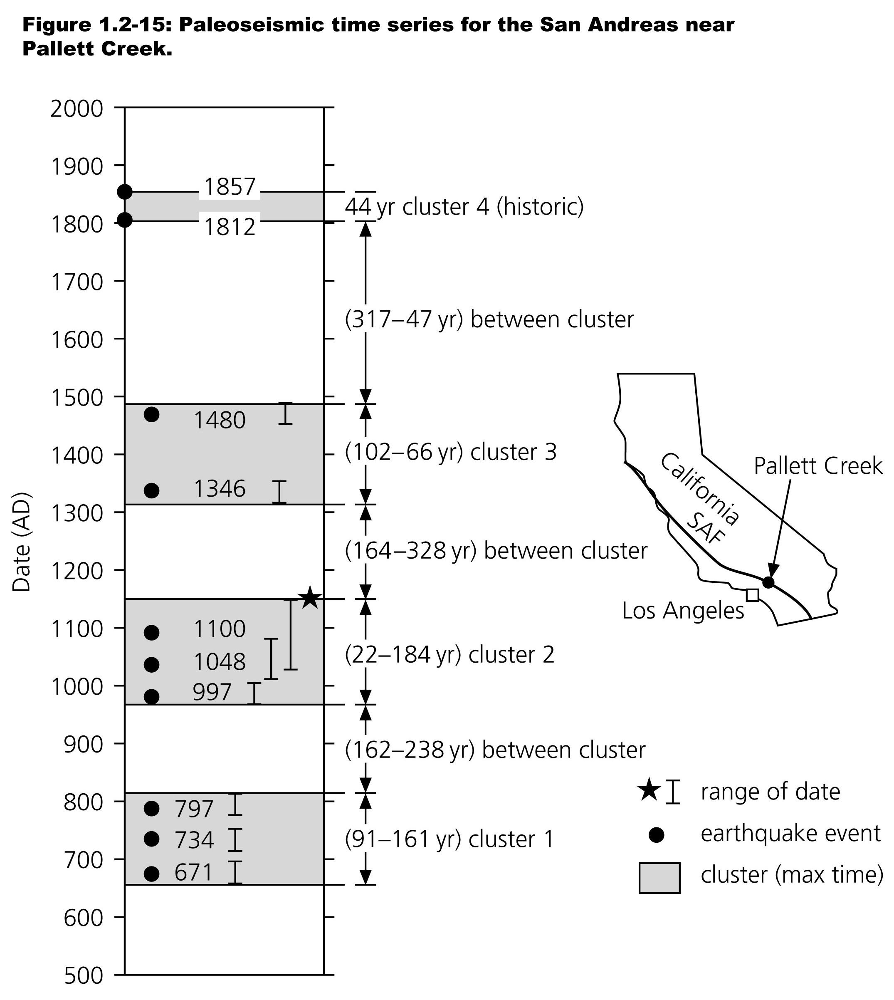 Figure 1.2-15: Paleoseismic time series for the San Andreas near
Pallett Creek.
2000
1900
1857
44 yr cluster 4 (historic)
1800
1812
1700
(317–47 yr) between cluster
1600
1500
1480
1400
(102–66 yr) cluster 3
1346
1300
(164–328 yr) between cluster
1200
1100
1100
1048
(22–184 yr) cluster 2
1000
997
900
(162–238 yr) between cluster
800
797
734
(91–161 yr) cluster 1
700
671
600
500
Date (AD)
California
SAF
Pallett Creek
Los Angeles
range of date
earthquake event
cluster (max time)